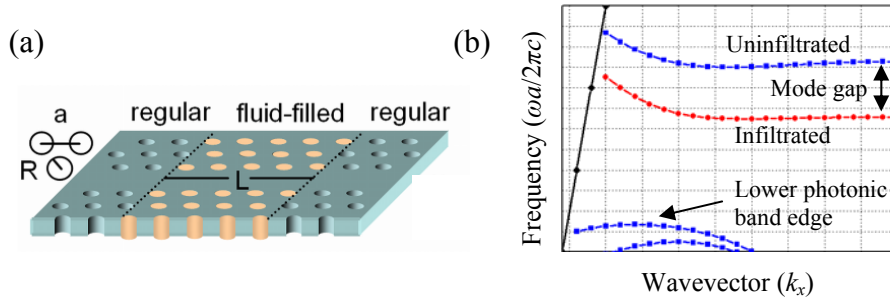 (a)
a
R
regular
fluid-filled
regular
L
(b)
Frequency (ωa/2πc)
Uninfiltrated
Mode gap
Infiltrated
Lower photonic
band edge
Wavevector (kₓ)